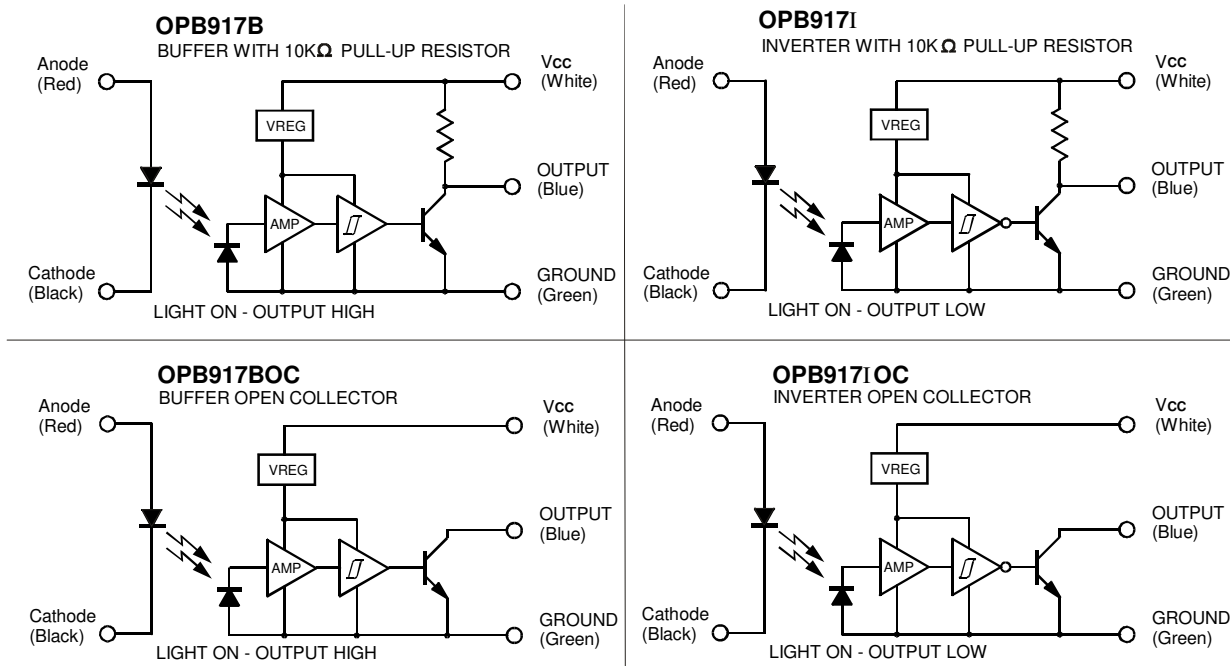 OPB917B
BUFFER WITH 10KΩ PULL-UP RESISTOR
Anode
(Red)
Vcc
(White)
VREG
OUTPUT
(Blue)
AMP
Cathode
(Black)
GROUND
(Green)
LIGHT ON - OUTPUT HIGH
OPB917I
INVERTER WITH 10KΩ PULL-UP RESISTOR
Anode
(Red)
Vcc
(White)
VREG
OUTPUT
(Blue)
AMP
Cathode
(Black)
GROUND
(Green)
LIGHT ON - OUTPUT LOW
OPB917BOC
BUFFER OPEN COLLECTOR
Anode
(Red)
Vcc
(White)
VREG
OUTPUT
(Blue)
AMP
Cathode
(Black)
GROUND
(Green)
LIGHT ON - OUTPUT HIGH
OPB917I OC
INVERTER OPEN COLLECTOR
Anode
(Red)
Vcc
(White)
VREG
OUTPUT
(Blue)
AMP
Cathode
(Black)
GROUND
(Green)
LIGHT ON - OUTPUT LOW